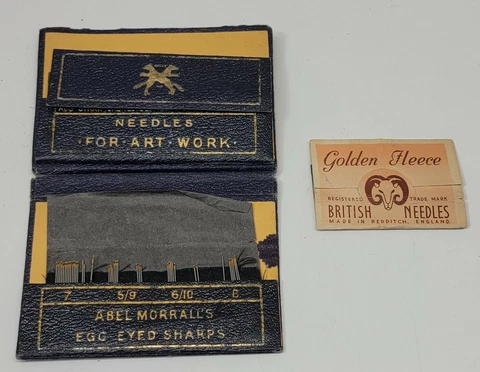 NEEDLES
·FOR·ART·WORK·
7 5/9 6/10 8
ABEL MORRALL'S
EGG EYED SHARPS
Golden Fleece
REGISTERED TRADE MARK
BRITISH NEEDLES
MADE IN REDDITCH, ENGLAND